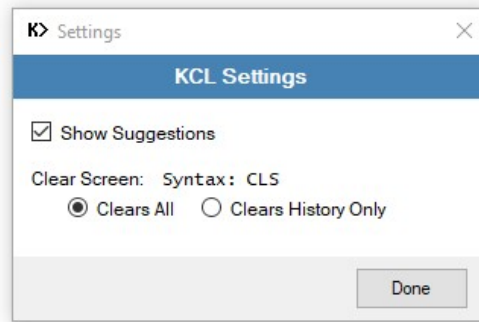 K> Settings
KCL Settings
Show Suggestions
Clear Screen: Syntax: CLS
Clears All Clears History Only
Done